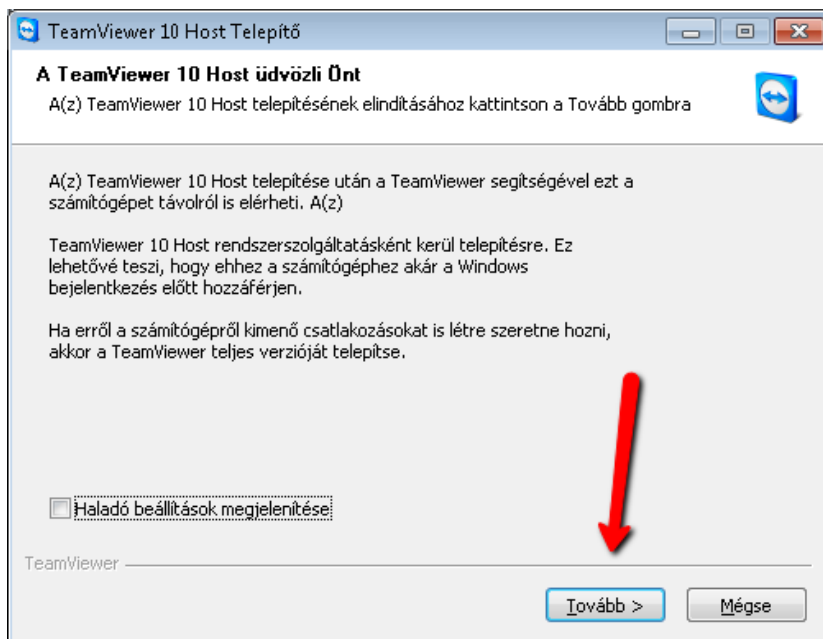 TeamViewer 10 Host Telepítő
A TeamViewer 10 Host üdvözli Önt
A(z) TeamViewer 10 Host telepítésének elindításához kattintson a Tovább gombra
A(z) TeamViewer 10 Host telepítése után a TeamViewer segítségével ezt a
számítógépet távolról is elérheti. A(z)
TeamViewer 10 Host rendszerszolgáltatásként kerül telepítésre. Ez
lehetővé teszi, hogy ehhez a számítógéphez akár a Windows
bejelentkezés előtt hozzáférjen.
Ha erről a számítógépről kimenő csatlakozásokat is létre szeretne hozni,
akkor a TeamViewer teljes verzióját telepítse.
Haladó beállítások megjelenítése
TeamViewer
Tovább >
Mégse